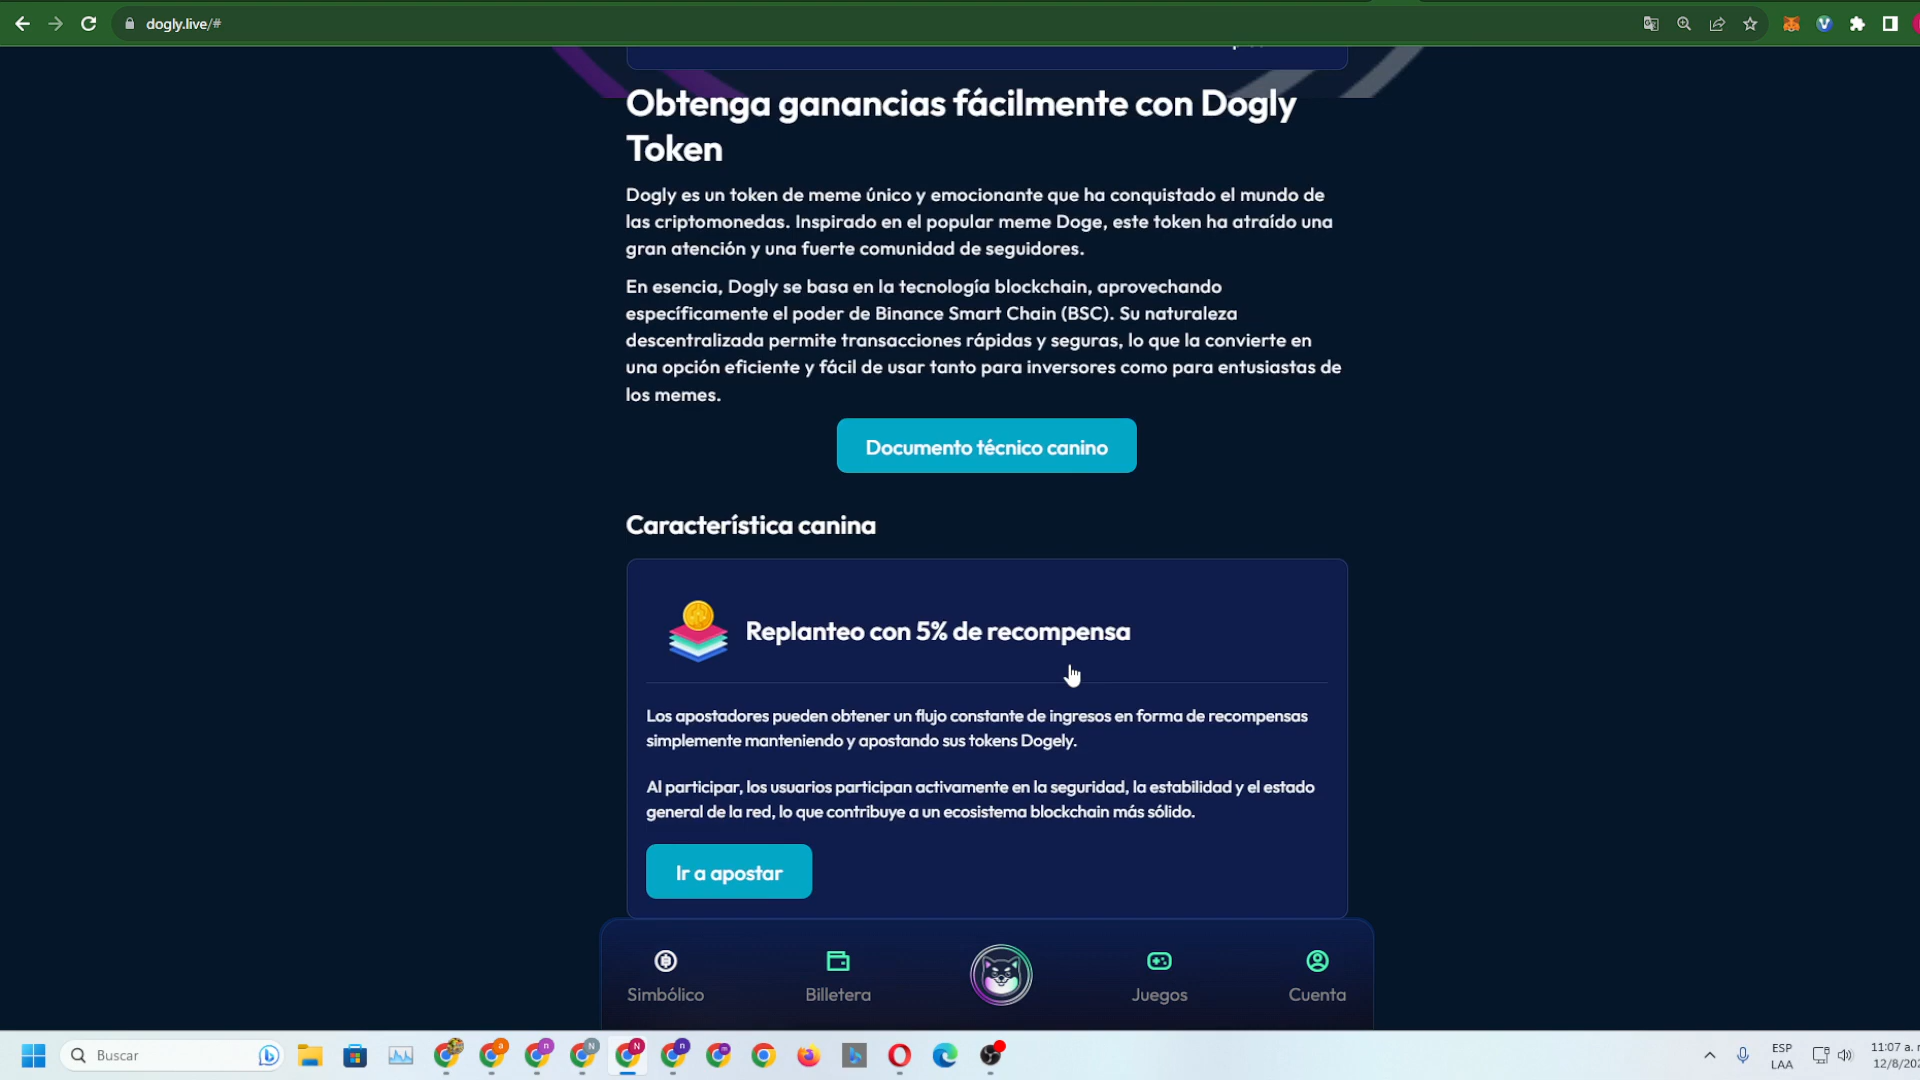 dogly.live/#
Obtenga ganancias fácilmente con Dogly
Token
Dogly es un token de meme único y emocionante que ha conquistado el mundo de
las criptomonedas. Inspirado en el popular meme Doge, este token ha atraído una
gran atención y una fuerte comunidad de seguidores.
En esencia, Dogly se basa en la tecnología blockchain, aprovechando
específicamente el poder de Binance Smart Chain (BSC). Su naturaleza
descentralizada permite transacciones rápidas y seguras, lo que la convierte en
una opción eficiente y fácil de usar tanto para inversores como para entusiastas de
los memes.
Documento técnico canino
Característica canina
Replanteo con 5% de recompensa
Los apostadores pueden obtener un flujo constante de ingresos en forma de recompensas
simplemente manteniendo y apostando sus tokens Dogely.
Al participar, los usuarios participan activamente en la seguridad, la estabilidad y el estado
general de la red, lo que contribuye a un ecosistema blockchain más sólido.
Ir a apostar
Simbólico
Billetera
Juegos
Cuenta
Buscar
ESP
LAA
11:07 a.
12/8/202